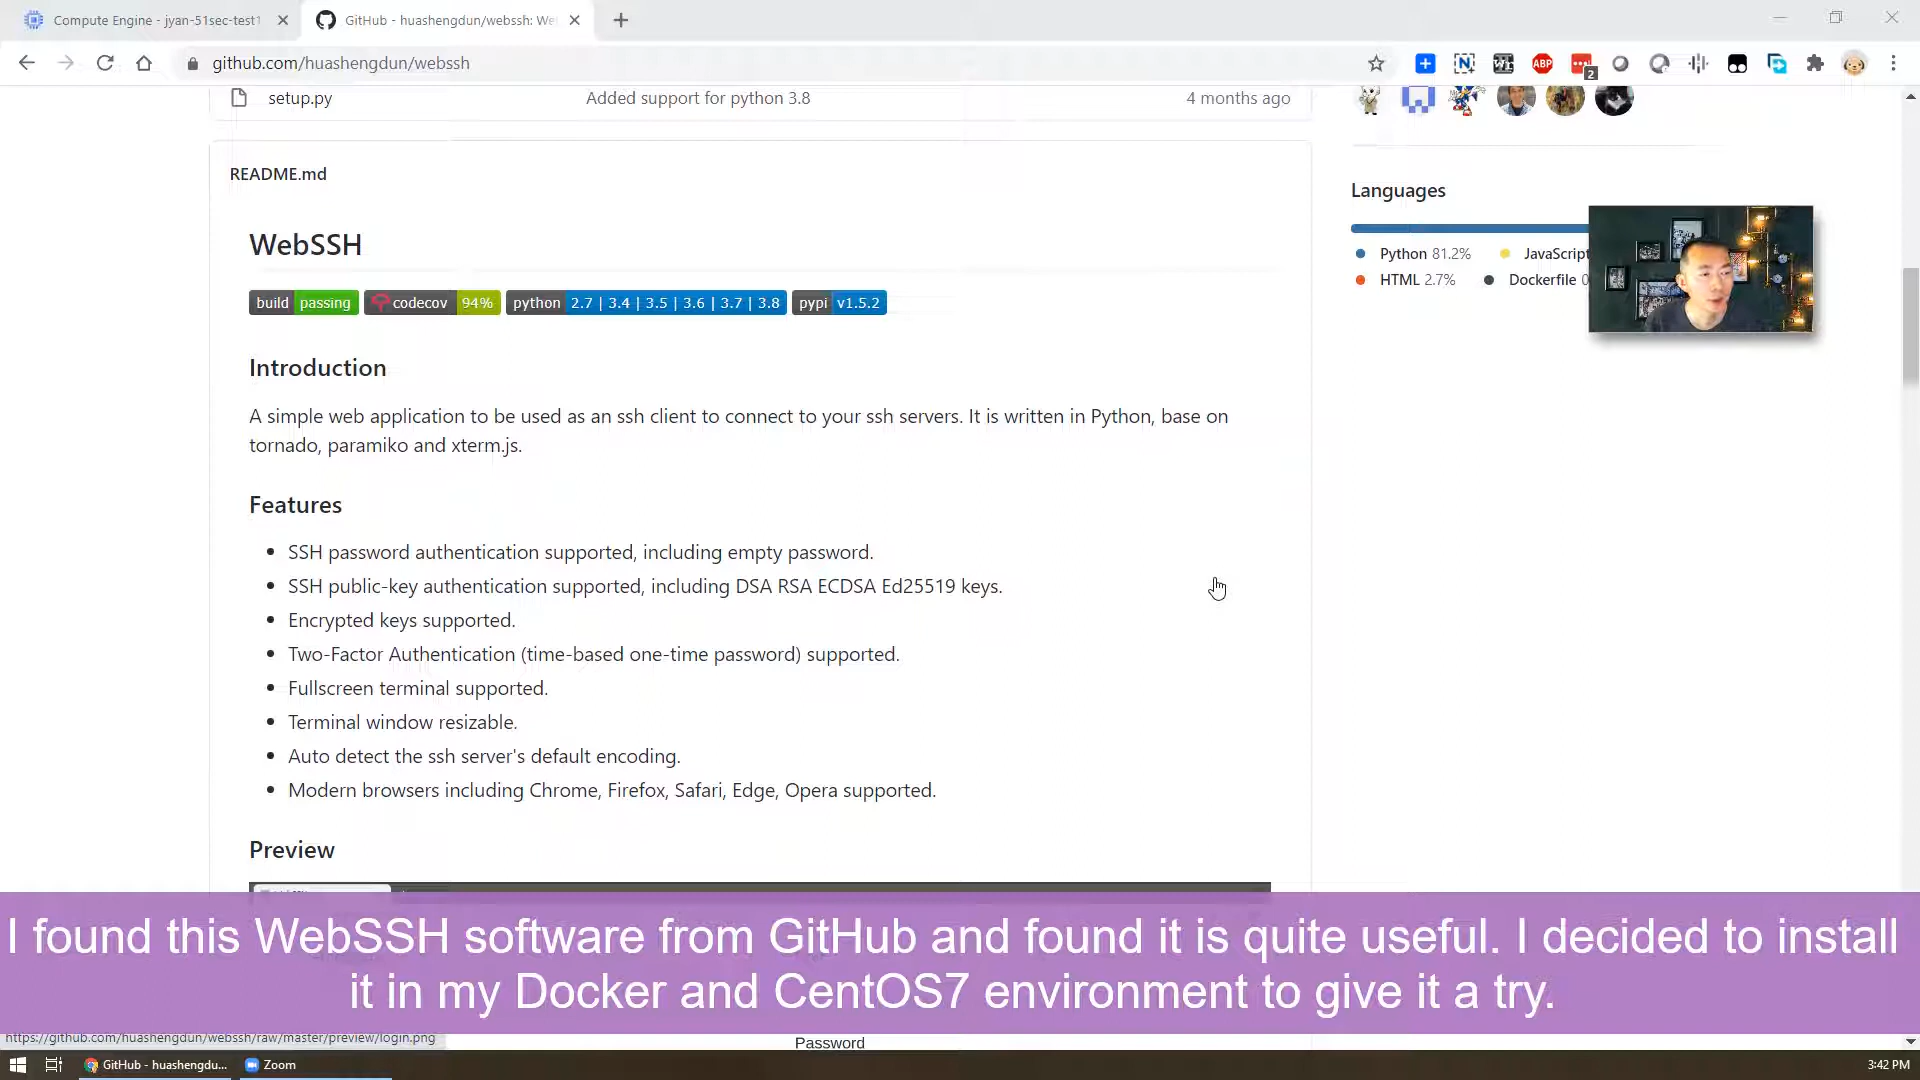 Compute Engine - jyan-51sec-test1
GitHub - huashengdun/webssh: We
github.com/huashengdun/webssh
ABP
2
setup.py
Added support for python 3.8
4 months ago
README.md
WebSSH
build passing
codecov 94%
python 2.7 | 3.4 | 3.5 | 3.6 | 3.7 | 3.8
pypi v1.5.2
Introduction
A simple web application to be used as an ssh client to connect to your ssh servers. It is written in Python, base on
tornado, paramiko and xterm.js.
Features
SSH password authentication supported, including empty password.
SSH public-key authentication supported, including DSA RSA ECDSA Ed25519 keys.
Encrypted keys supported.
Two-Factor Authentication (time-based one-time password) supported.
Fullscreen terminal supported.
Terminal window resizable.
Auto detect the ssh server's default encoding.
Modern browsers including Chrome, Firefox, Safari, Edge, Opera supported.
Preview
Languages
Python 81.2%
JavaScript
HTML 2.7%
Dockerfile 0
I found this WebSSH software from GitHub and found it is quite useful. I decided to install
it in my Docker and CentOS7 environment to give it a try.
https://github.com/huashengdun/webssh/raw/master/preview/login.png
Password
GitHub - huashengdu...
Zoom
3:42 PM